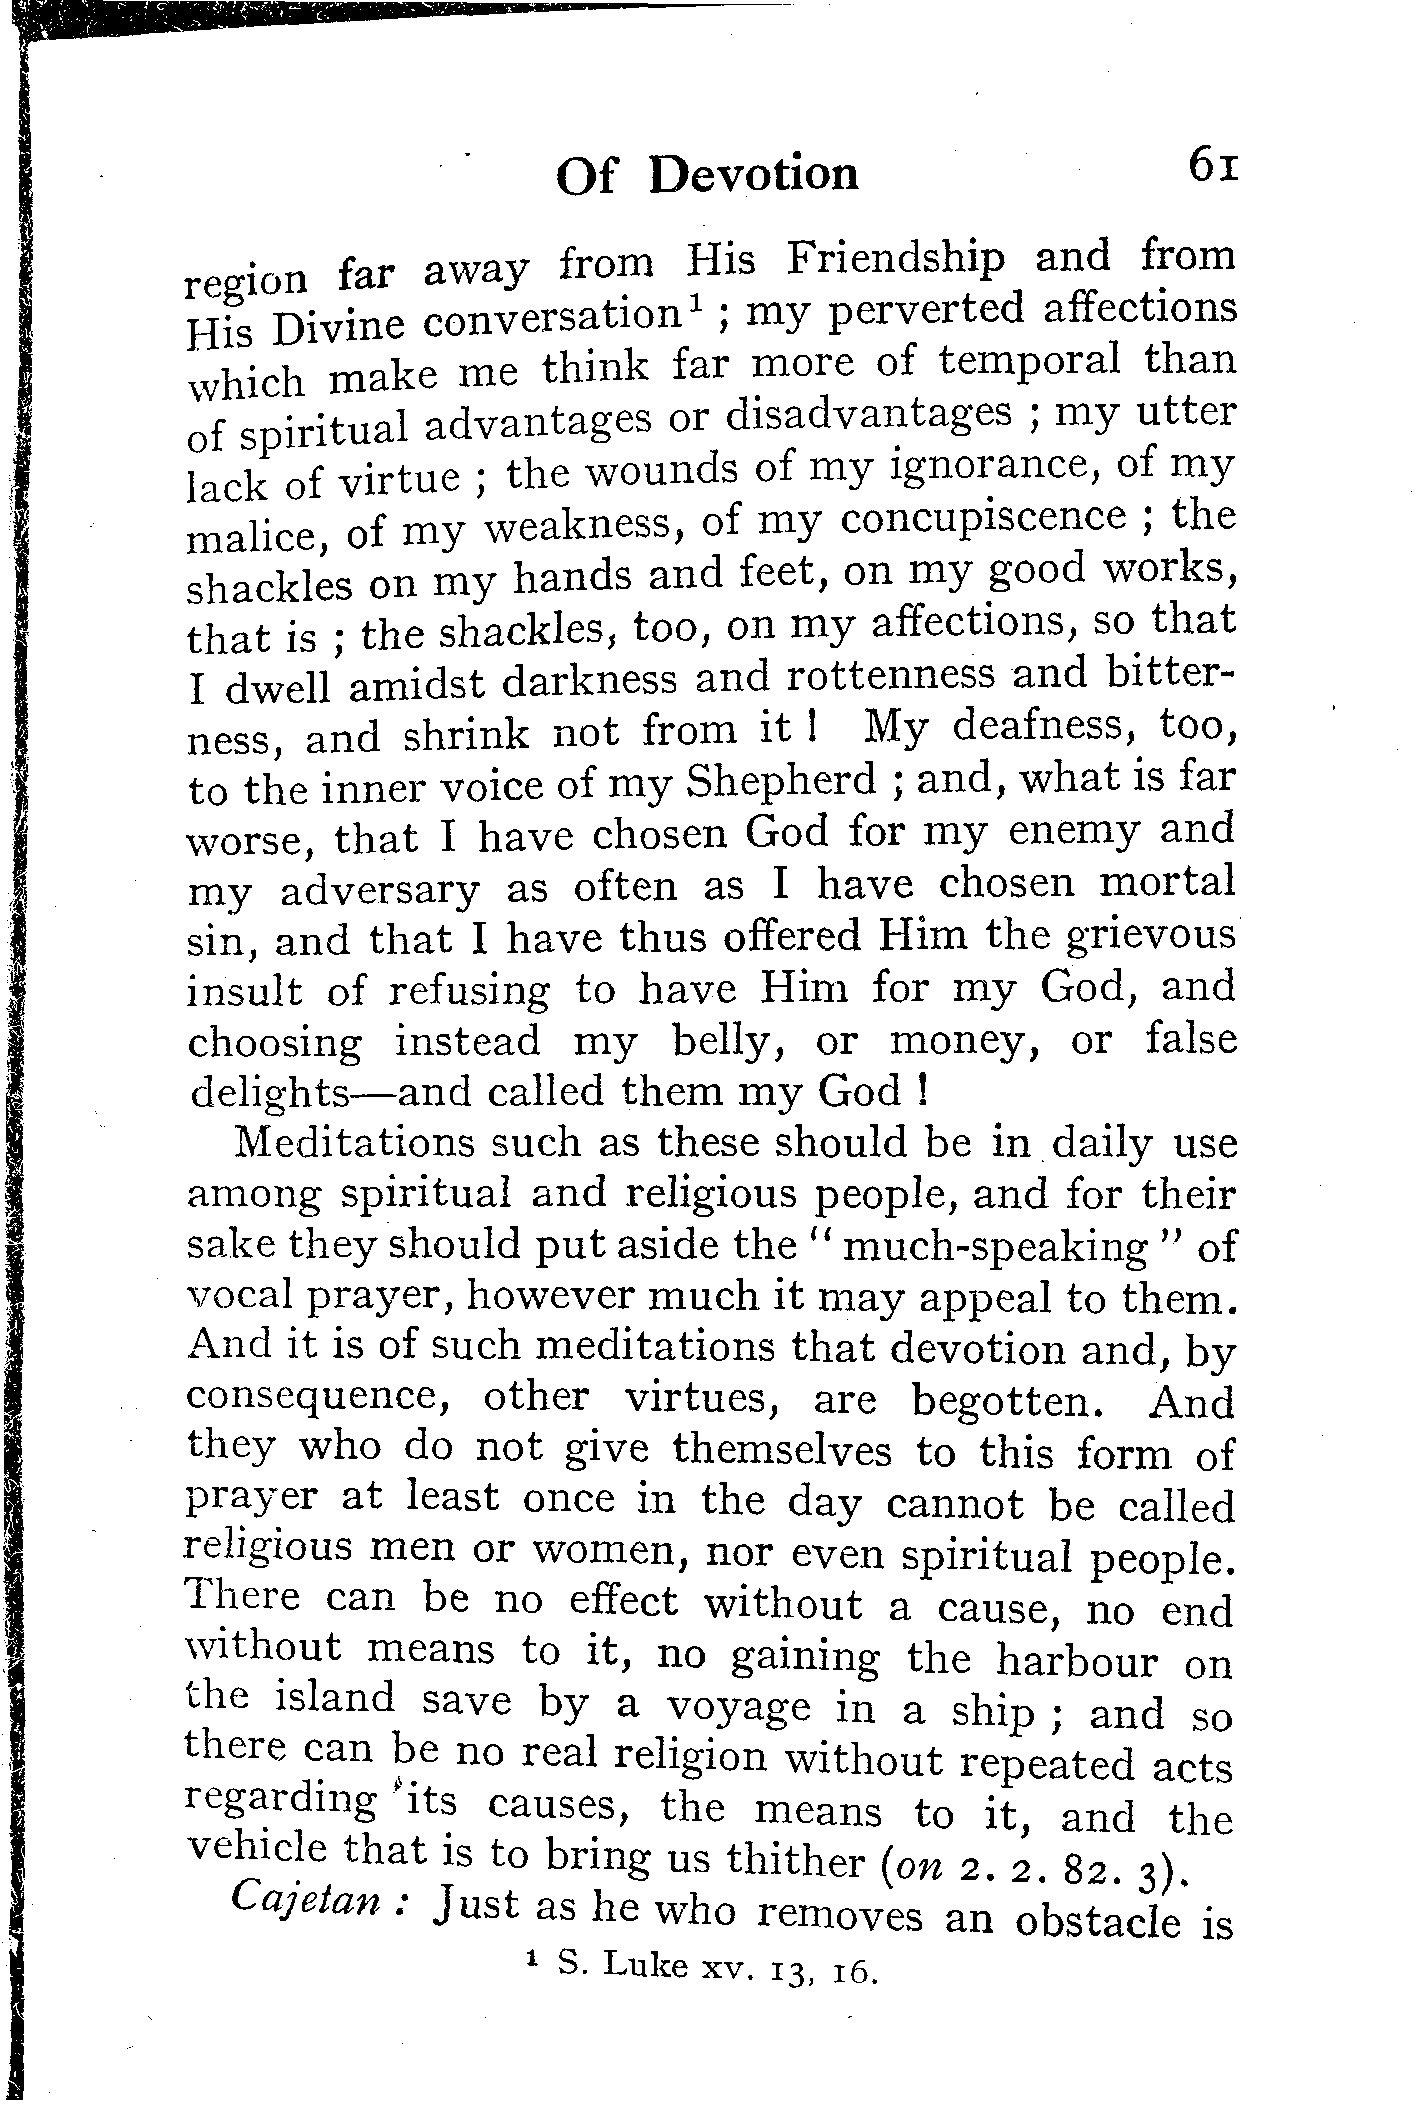 Of Devotion 61
region far away from His Friendship and from
His Divine conversation¹ ; my perverted affections
which make me think far more of temporal than
of spiritual advantages or disadvantages ; my utter
lack of virtue ; the wounds of my ignorance, of my
malice, of my weakness, of my concupiscence ; the
shackles on my hands and feet, on my good works,
that is ; the shackles, too, on my affections, so that
I dwell amidst darkness and rottenness and bitter-
ness, and shrink not from it ! My deafness, too,
to the inner voice of my Shepherd ; and, what is far
worse, that I have chosen God for my enemy and
my adversary as often as I have chosen mortal
sin, and that I have thus offered Him the grievous
insult of refusing to have Him for my God, and
choosing instead my belly, or money, or false
delights—and called them my God !
Meditations such as these should be in daily use
among spiritual and religious people, and for their
sake they should put aside the “ much-speaking ” of
vocal prayer, however much it may appeal to them.
And it is of such meditations that devotion and, by
consequence, other virtues, are begotten. And
they who do not give themselves to this form of
prayer at least once in the day cannot be called
religious men or women, nor even spiritual people.
There can be no effect without a cause, no end
without means to it, no gaining the harbour on
the island save by a voyage in a ship ; and so
there can be no real religion without repeated acts
regarding its causes, the means to it, and the
vehicle that is to bring us thither (on 2. 2. 82. 3).
Cajetan : Just as he who removes an obstacle is
¹ S. Luke xv. 13, 16.